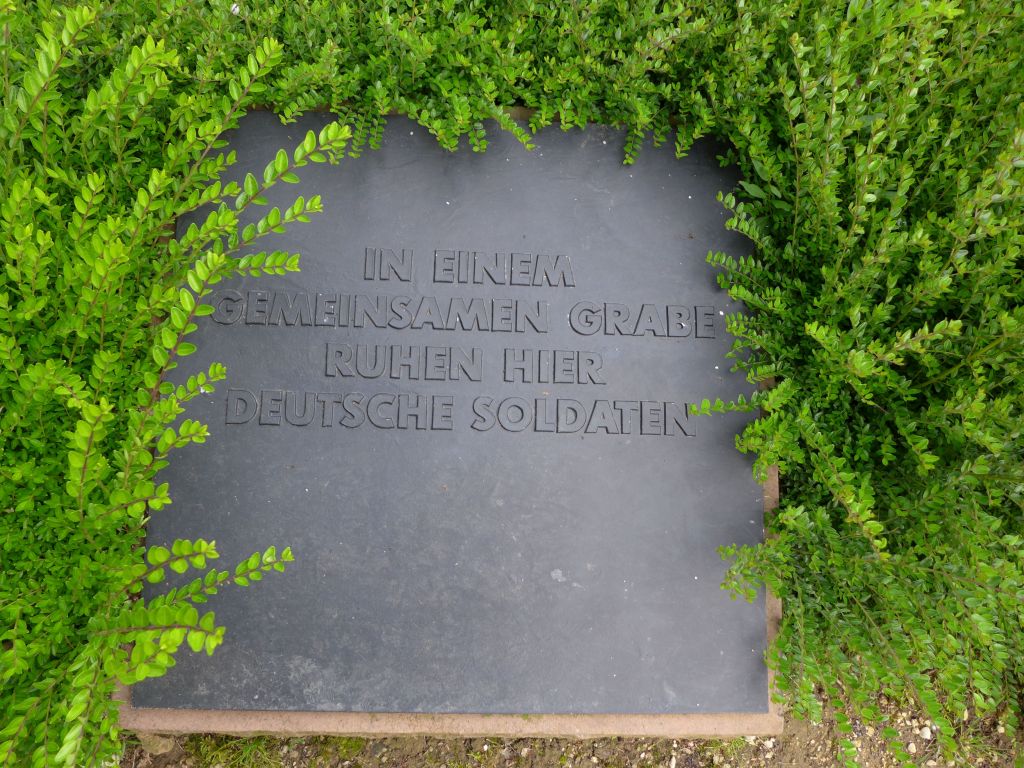 IN EINEM
GEMEINSAMEN GRABE
RUHEN HIER
DEUTSCHE SOLDATEN